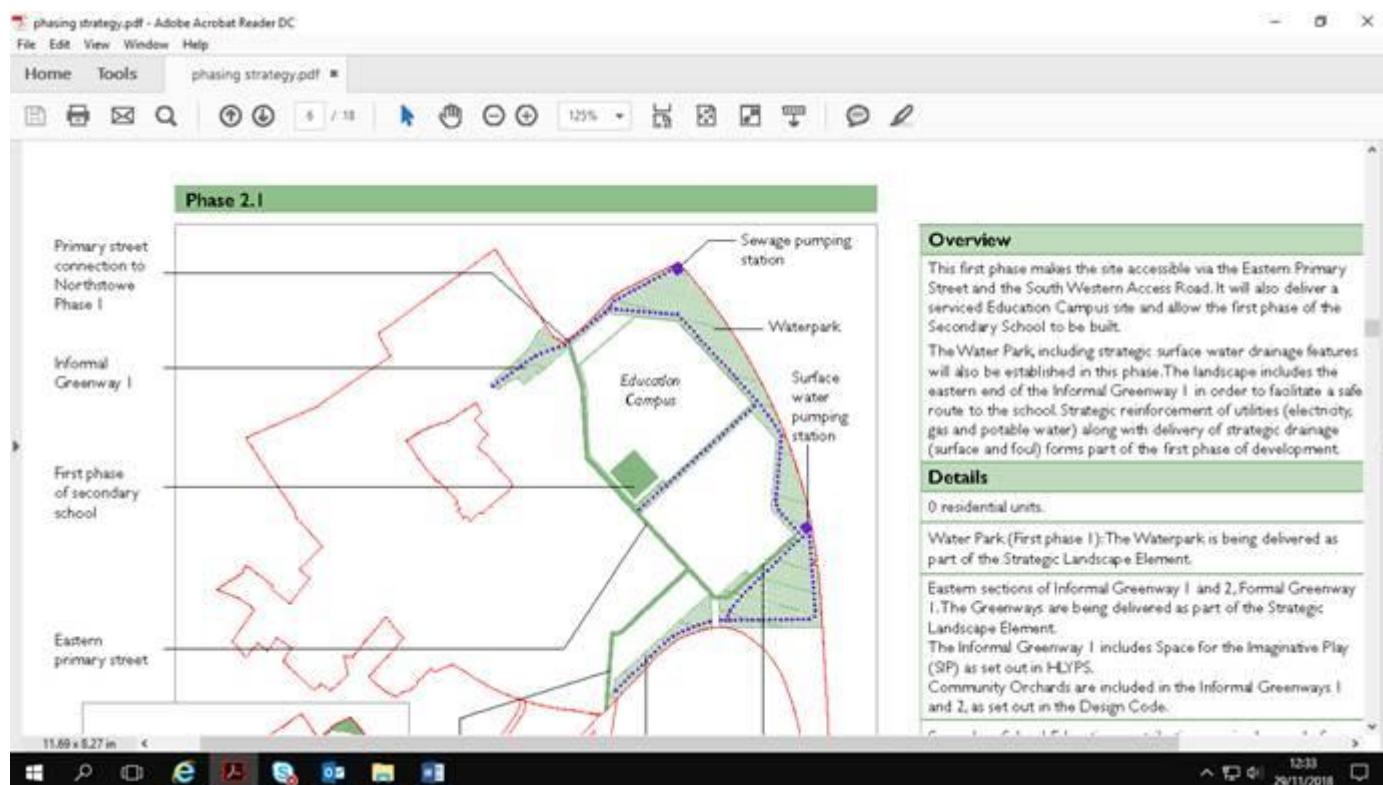 phasing strategy.pdf - Adobe Acrobat Reader DC
File Edit View Window Help
Home Tools phasing strategy.pdf
6 / 18 125%
Phase 2.1
Primary street
connection to
Northstowe
Phase 1
Informal
Greenway 1
First phase
of secondary
school
Eastern
primary street
Education
Campus
Sewage pumping
station
Waterpark
Surface
water
pumping
station
Overview
This first phase makes the site accessible via the Eastern Primary
Street and the South Western Access Road. It will also deliver a
serviced Education Campus site and allow the first phase of the
Secondary School to be built.
The Water Park, including strategic surface water drainage features
will also be established in this phase. The landscape includes the
eastern end of the Informal Greenway 1 in order to facilitate a safe
route to the school. Strategic reinforcement of utilities (electricity,
gas and potable water) along with delivery of strategic drainage
(surface and foul) forms part of the first phase of development.
Details
0 residential units.
Water Park (First phase 1): The Waterpark is being delivered as
part of the Strategic Landscape Element.
Eastern sections of Informal Greenway 1 and 2, Formal Greenway
1. The Greenways are being delivered as part of the Strategic
Landscape Element.
The Informal Greenway 1 includes Space for the Imaginative Play
(SIP) as set out in HLYPS.
Community Orchards are included in the Informal Greenways 1
and 2, as set out in the Design Code.
11.69 x 8.27 in
12:33
29/11/2018